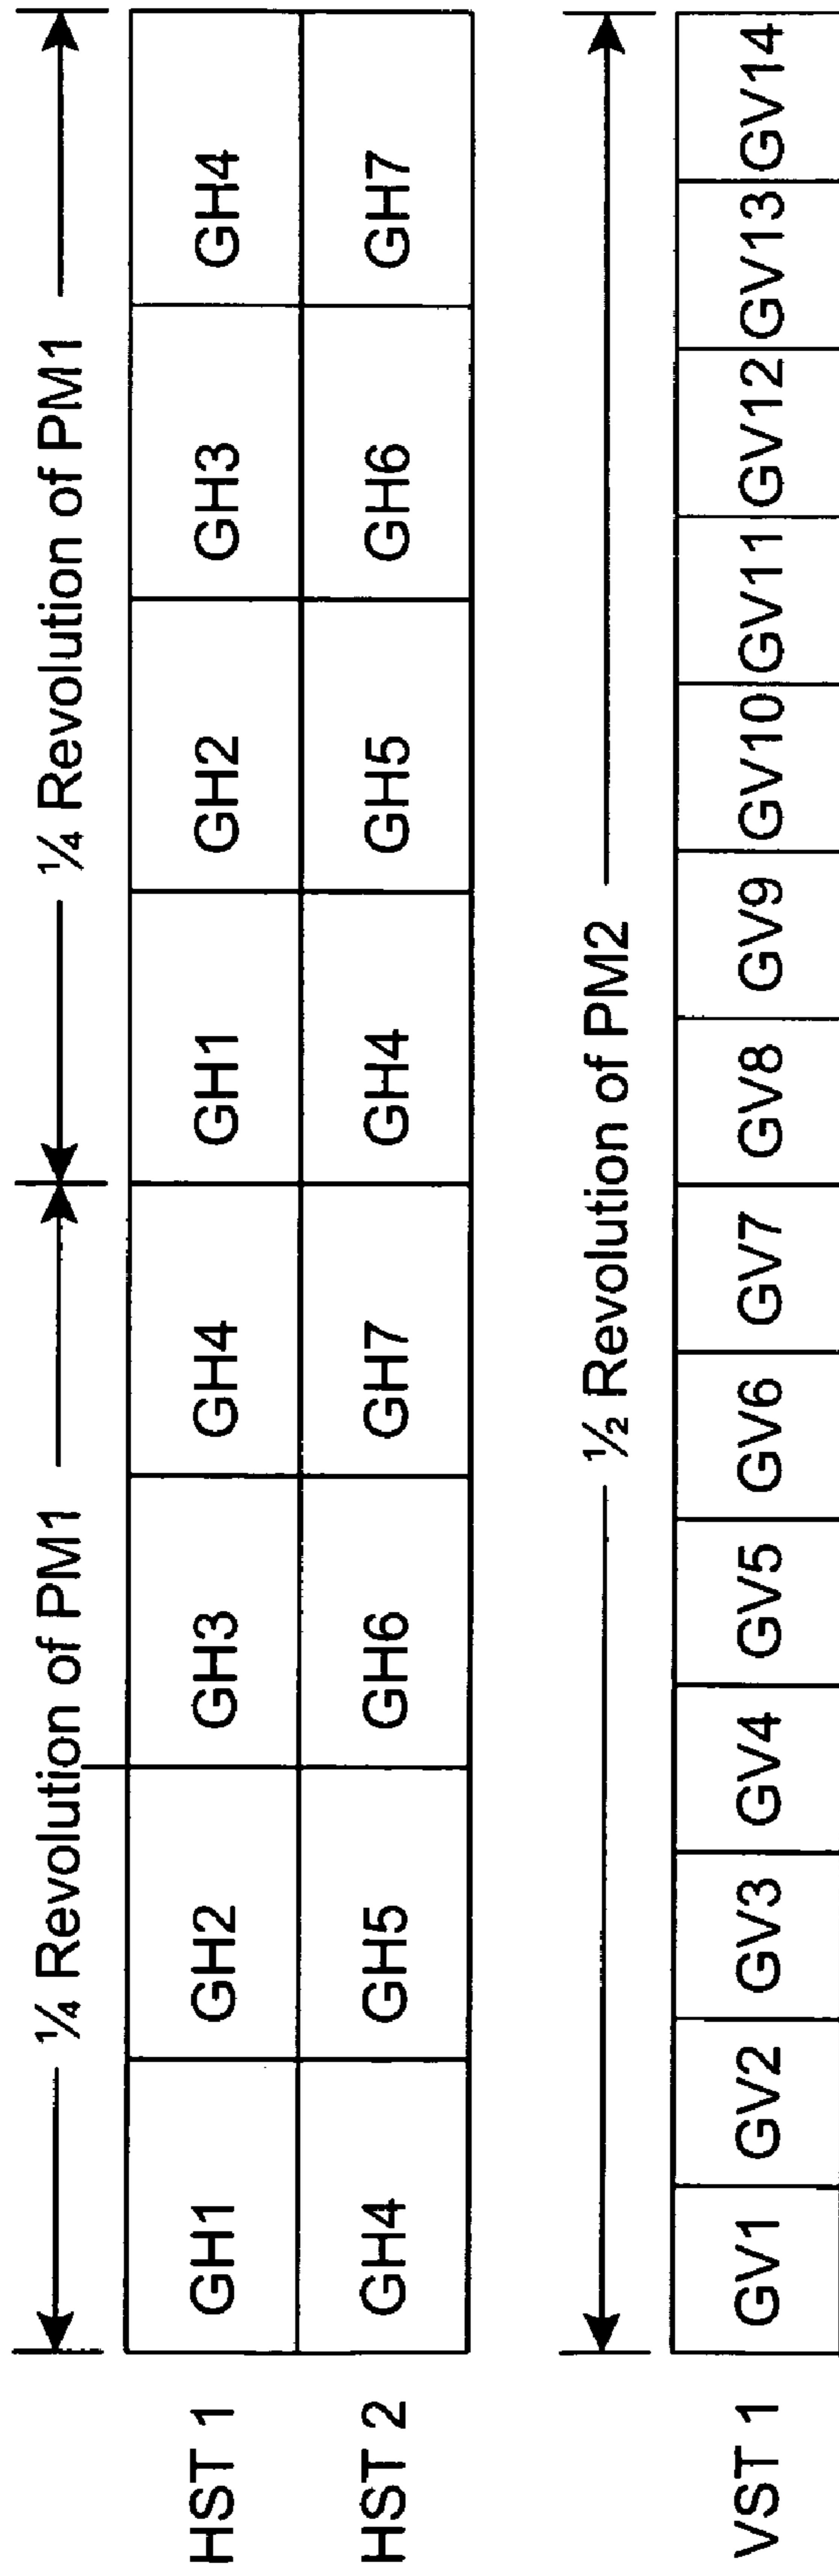 ¼ Revolution of PM1 ¼ Revolution of PM1
HST 1 GH1 GH2 GH3 GH4 GH1 GH2 GH3 GH4
HST 2 GH4 GH5 GH6 GH7 GH4 GH5 GH6 GH7
½ Revolution of PM2
VST 1 GV1 GV2 GV3 GV4 GV5 GV6 GV7 GV8 GV9 GV10 GV11 GV12 GV13 GV14